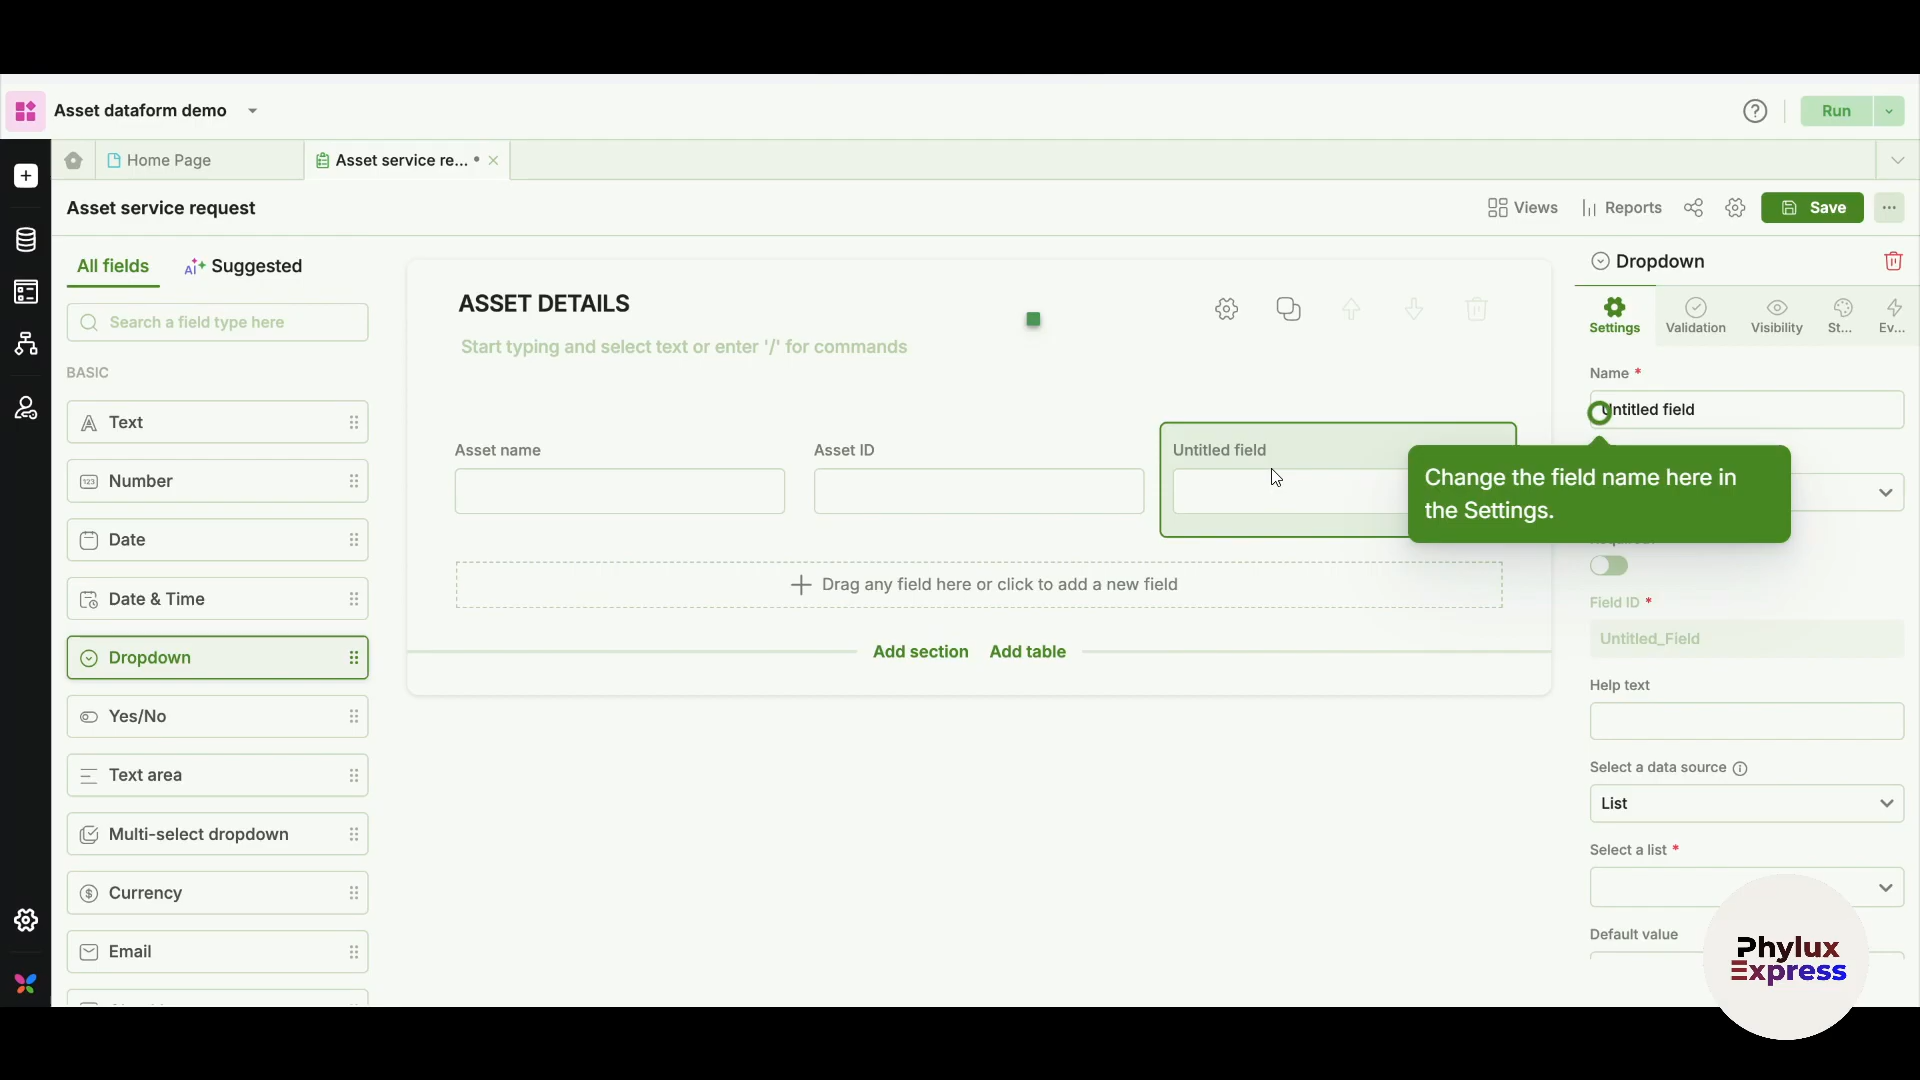 Asset dataform demo
Run
Home Page
Asset service re... •
Asset service request
Views
Reports
Save
All fields
AI Suggested
Search a field type here
BASIC
Text
Number
Date
Date & Time
Dropdown
Yes/No
Text area
Multi-select dropdown
Currency
Email
ASSET DETAILS
Start typing and select text or enter '/' for commands
Asset name
Asset ID
Untitled field
Drag any field here or click to add a new field
Add section
Add table
Dropdown
Settings
Validation
Visibility
St...
Ev...
Name *
Untitled field
Change the field name here in
the Settings.
Field ID *
Untitled_Field
Help text
Select a data source
List
Select a list *
Default value
Phylux
Express